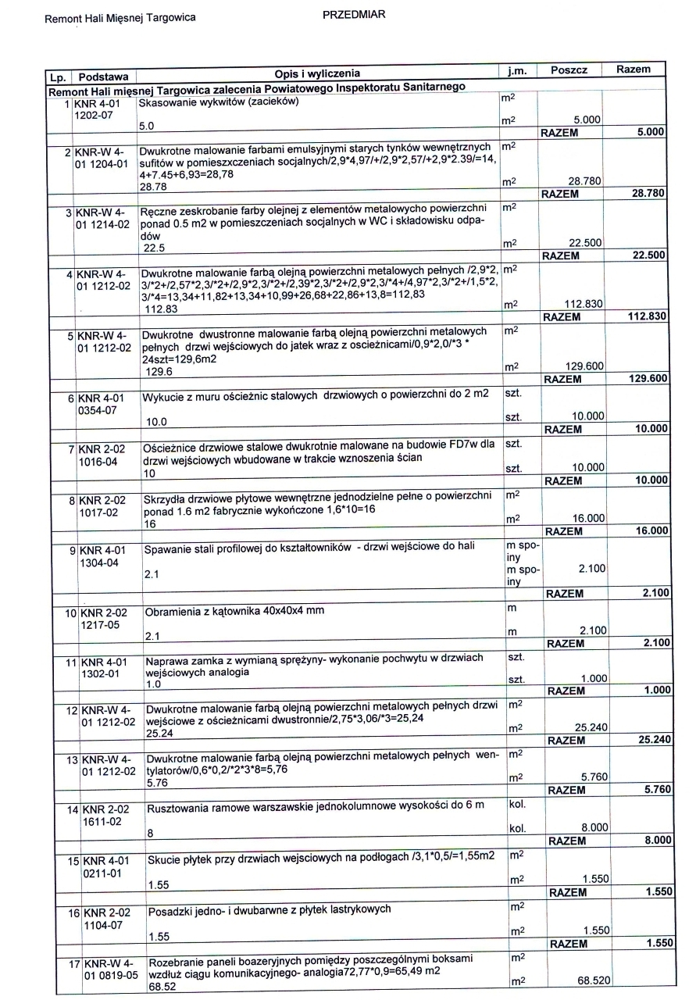 Remont Hali Mięsnej Targowica
PRZEDMIAR
Lp. Podstawa Opis i wyliczenia j.m. Poszcz Razem
Remont Hali mięsnej Targowica zalecenia Powiatowego Inspektoratu Sanitarnego
1 KNR 4-01 Skasowanie wykwitów (zacieków) m2
1202-07
5.0 m2 5.000
RAZEM 5.000
2 KNR-W 4- Dwukrotne malowanie farbami emulsyjnymi starych tynków wewnętrznych m2
01 1204-01 sufitów w pomieszxczeniach socjalnych/2,9*4,97/+/2,9*2,57/+2,9*2.39/=14,
4+7.45+6,93=28,78
28.78 m2 28.780
RAZEM 28.780
3 KNR-W 4- Ręczne zeskrobanie farby olejnej z elementów metalowycho powierzchni m2
01 1214-02 ponad 0.5 m2 w pomieszczeniach socjalnych w WC i składowisku odpa-
dów
22.5 m2 22.500
RAZEM 22.500
4 KNR-W 4- Dwukrotne malowanie farbą olejną powierzchni metalowych pełnych /2,9*2, m2
01 1212-02 3/*2+/2,57*2,3/*2+/2,9*2,3/*2+/2,39*2,3/*2+/2,9*2,3/*4+/4,97*2,3/*2+/1,5*2,
3/*4=13,34+11,82+13,34+10,99+26,68+22,86+13,8=112,83
112.83 m2 112.830
RAZEM 112.830
5 KNR-W 4- Dwukrotne dwustronne malowanie farbą olejną powierzchni metalowych m2
01 1212-02 pełnych drzwi wejściowych do jatek wraz z oscieżnicami/0,9*2,0/*3 *
24szt=129,6m2
129.6 m2 129.600
RAZEM 129.600
6 KNR 4-01 Wykucie z muru ościeżnic stalowych drzwiowych o powierzchni do 2 m2 szt.
0354-07
10.0 szt. 10.000
RAZEM 10.000
7 KNR 2-02 Ościeżnice drzwiowe stalowe dwukrotnie malowane na budowie FD7w dla szt.
1016-04 drzwi wejściowych wbudowane w trakcie wznoszenia ścian
10 szt. 10.000
RAZEM 10.000
8 KNR 2-02 Skrzydła drzwiowe płytowe wewnętrzne jednodzielne pełne o powierzchni m2
1017-02 ponad 1.6 m2 fabrycznie wykończone 1,6*10=16
16 m2 16.000
RAZEM 16.000
9 KNR 4-01 Spawanie stali profilowej do kształtowników - drzwi wejściowe do hali m spo-
1304-04 iny
2.1 m spo- 2.100
iny
RAZEM 2.100
10 KNR 2-02 Obramienia z kątownika 40x40x4 mm m
1217-05
2.1 m 2.100
RAZEM 2.100
11 KNR 4-01 Naprawa zamka z wymianą sprężyny- wykonanie pochwytu w drzwiach szt.
1302-01 wejściowych analogia
1.0 szt. 1.000
RAZEM 1.000
12 KNR-W 4- Dwukrotne malowanie farbą olejną powierzchni metalowych pełnych drzwi m2
01 1212-02 wejściowe z ościeżnicami dwustronnie/2,75*3,06/*3=25,24
25.24 m2 25.240
RAZEM 25.240
13 KNR-W 4- Dwukrotne malowanie farbą olejną powierzchni metalowych pełnych wen- m2
01 1212-02 tylatorów/0,6*0,2/*2*3*8=5,76
5.76 m2 5.760
RAZEM 5.760
14 KNR 2-02 Rusztowania ramowe warszawskie jednokolumnowe wysokości do 6 m kol.
1611-02
8 kol. 8.000
RAZEM 8.000
15 KNR 4-01 Skucie płytek przy drzwiach wejsciowych na podłogach /3,1*0,5/=1,55m2 m2
0211-01
1.55 m2 1.550
RAZEM 1.550
16 KNR 2-02 Posadzki jedno- i dwubarwne z płytek lastrykowych m2
1104-07
1.55 m2 1.550
RAZEM 1.550
17 KNR-W 4- Rozebranie paneli boazeryjnych pomiędzy poszczególnymi boksami m2
01 0819-05 wzdłuż ciągu komunikacyjnego- analogia72,77*0,9=65,49 m2
68.52 m2 68.520